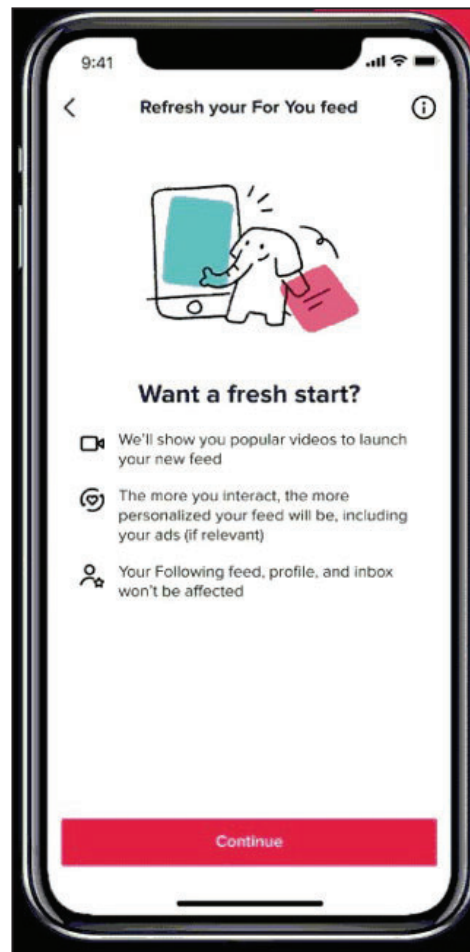 9:41
Refresh your For You feed
Want a fresh start?
We'll show you popular videos to launch
your new feed
The more you interact, the more
personalized your feed will be, including
your ads (if relevant)
Your Following feed, profile, and inbox
won't be affected
Continue